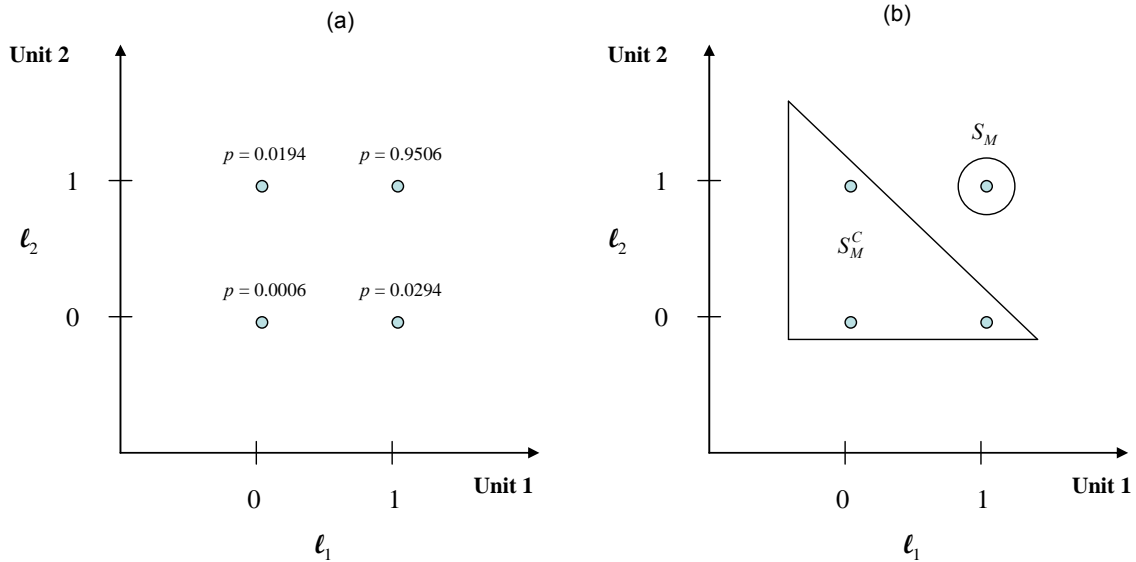 (a)
Unit 2
p = 0.0194
p = 0.9506
1
ℓ₂
p = 0.0006
p = 0.0294
0
Unit 1
0
1
ℓ₁
(b)
Unit 2
S_M
1
ℓ₂
S_M^C
0
Unit 1
0
1
ℓ₁